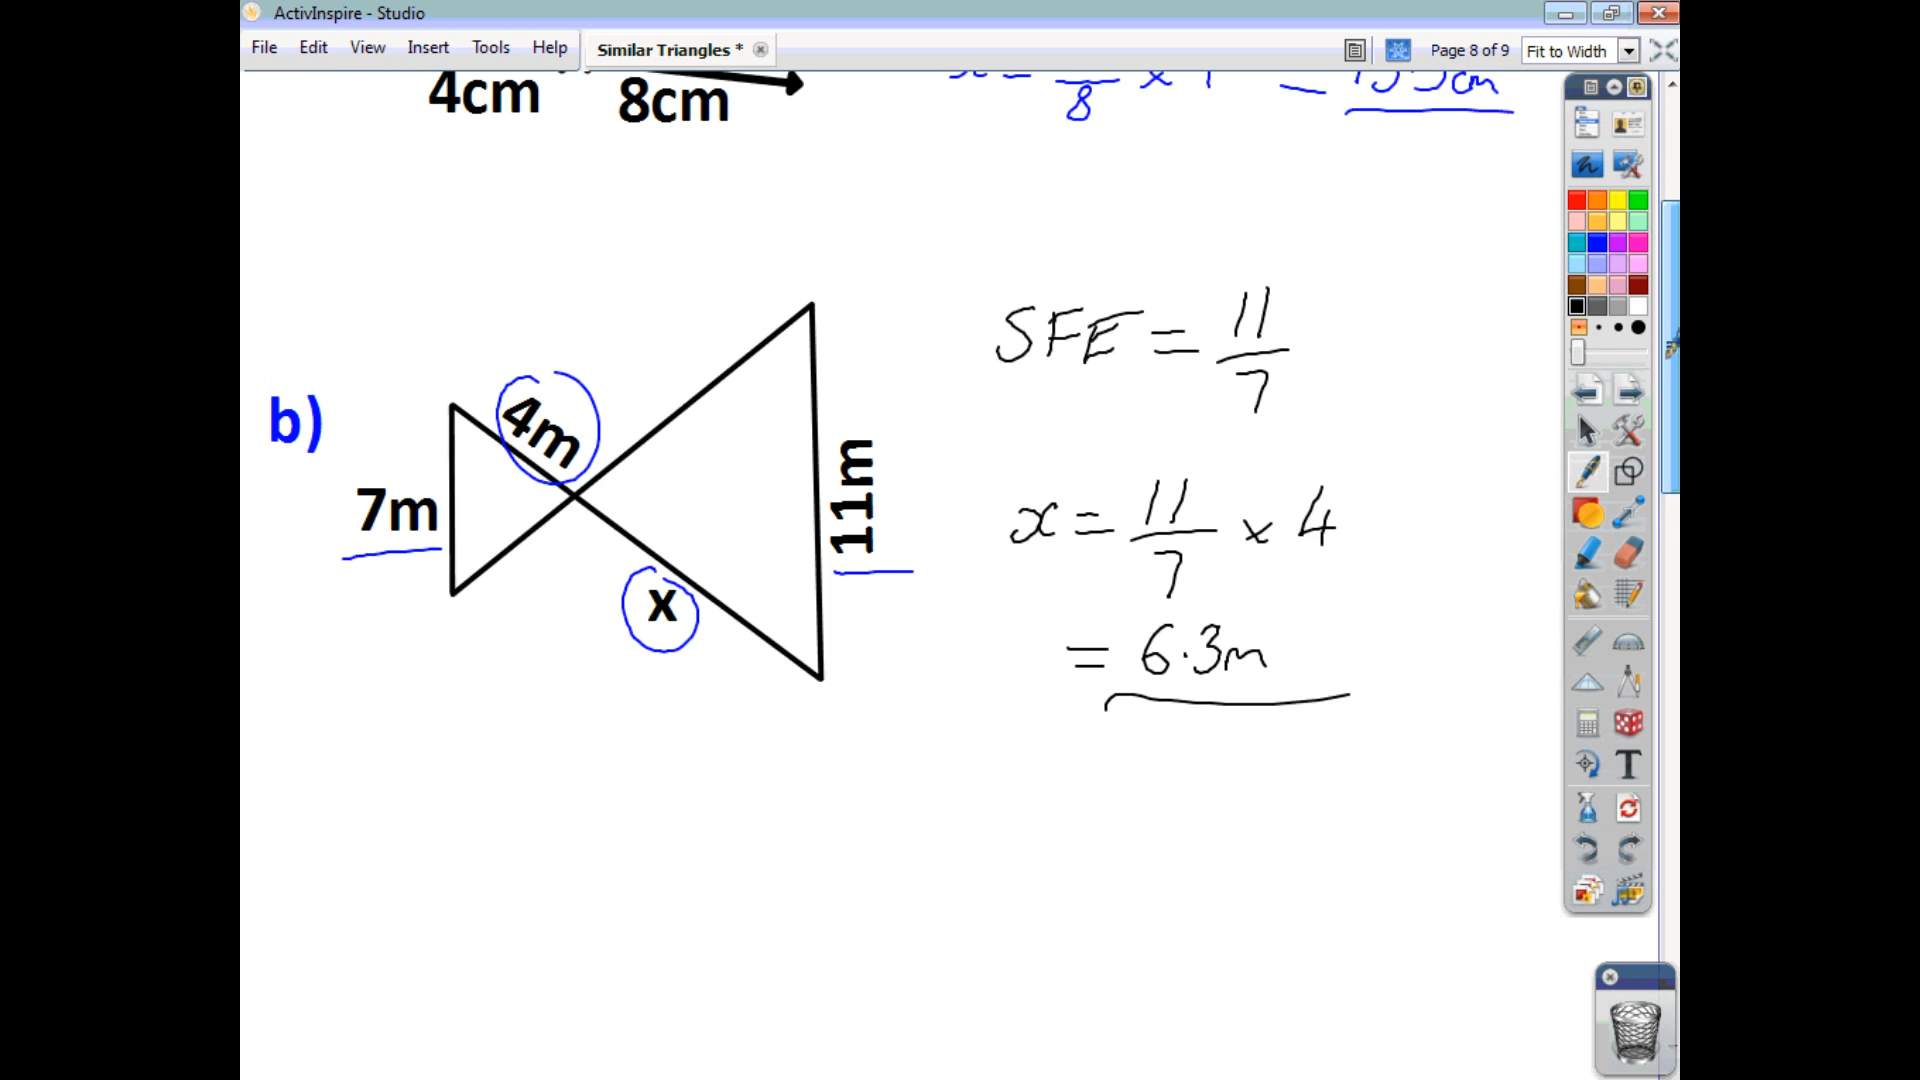 ActivInspire - Studio
File Edit View Insert Tools Help
Similar Triangles *
Page 8 of 9
Fit to Width
4cm
8cm
8
b)
4m
7m
11m
x
SFE = 11/7
x = 11/7 × 4
= 6.3m